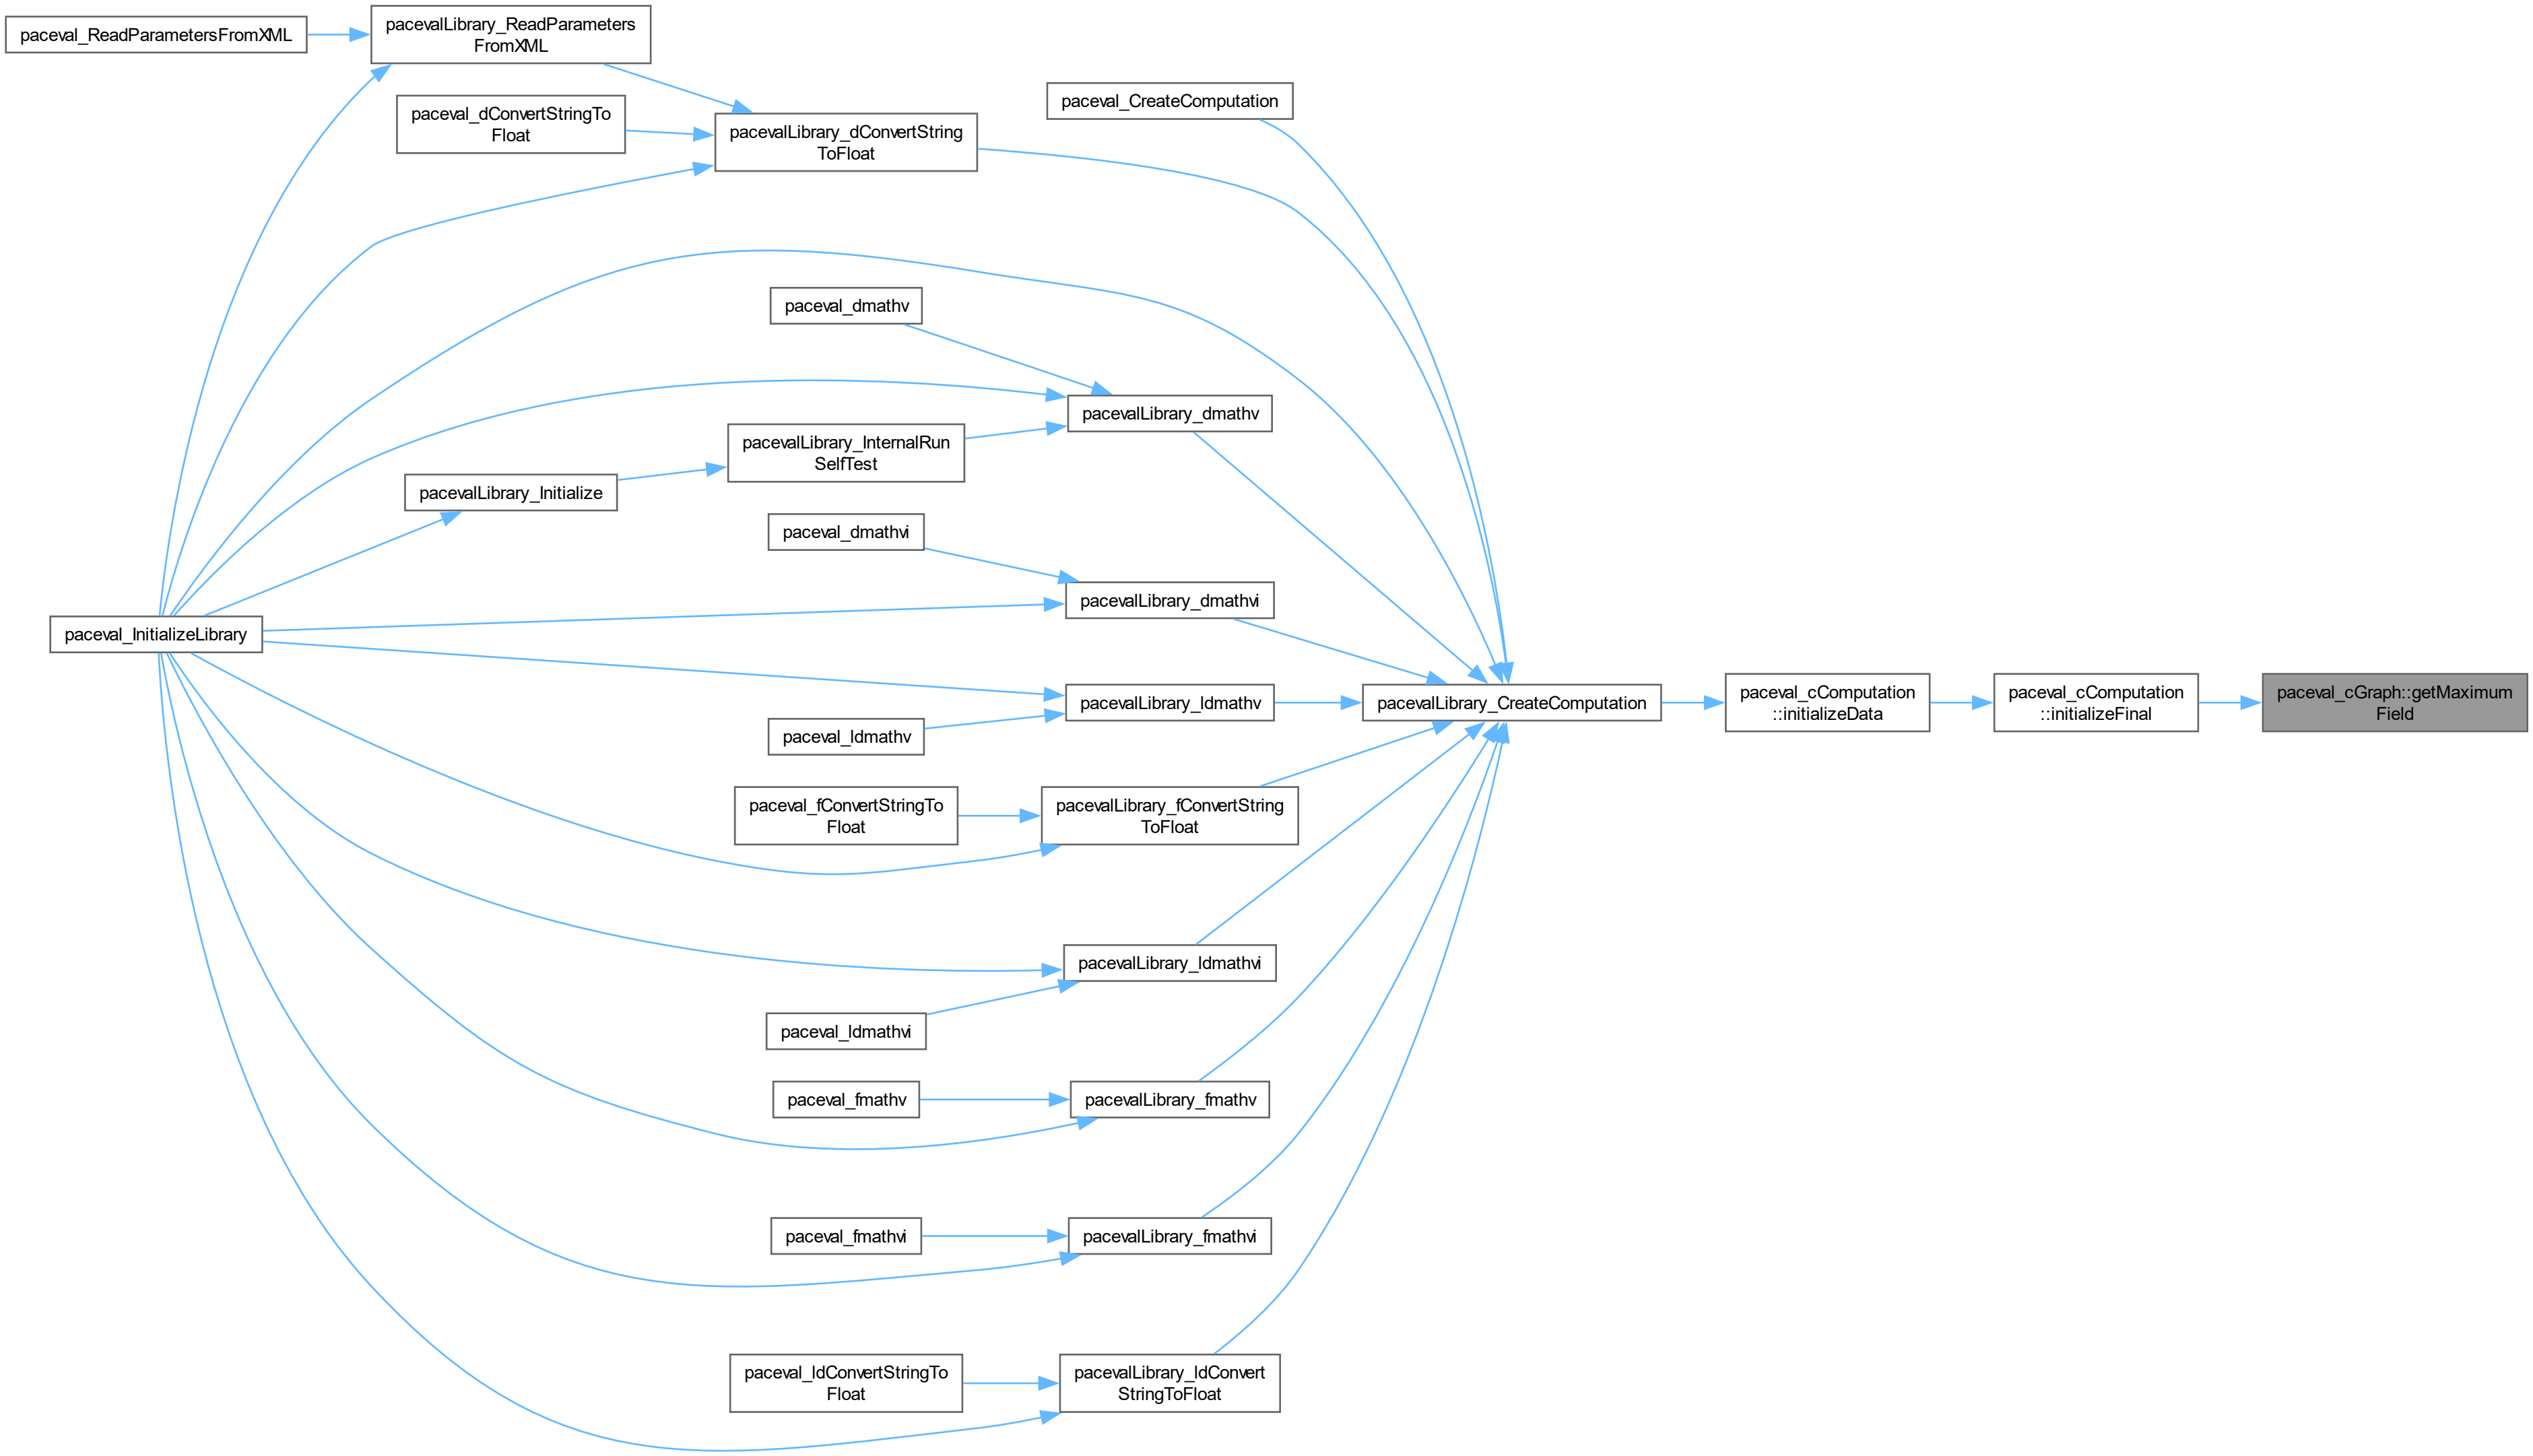 paceval_ReadParametersFromXML
pacevalLibrary_ReadParameters
FromXML
paceval_CreateComputation
paceval_dConvertStringTo
Float
pacevalLibrary_dConvertString
ToFloat
paceval_dmathv
pacevalLibrary_dmathv
pacevalLibrary_InternalRun
SelfTest
pacevalLibrary_Initialize
paceval_dmathvi
pacevalLibrary_dmathvi
paceval_InitializeLibrary
pacevalLibrary_ldmathv
pacevalLibrary_CreateComputation
paceval_cComputation
::initializeData
paceval_cComputation
::initializeFinal
paceval_cGraph::getMaximum
Field
paceval_ldmathv
paceval_fConvertStringTo
Float
pacevalLibrary_fConvertString
ToFloat
pacevalLibrary_ldmathvi
paceval_ldmathvi
paceval_fmathv
pacevalLibrary_fmathv
paceval_fmathvi
pacevalLibrary_fmathvi
paceval_ldConvertStringTo
Float
pacevalLibrary_ldConvert
StringToFloat